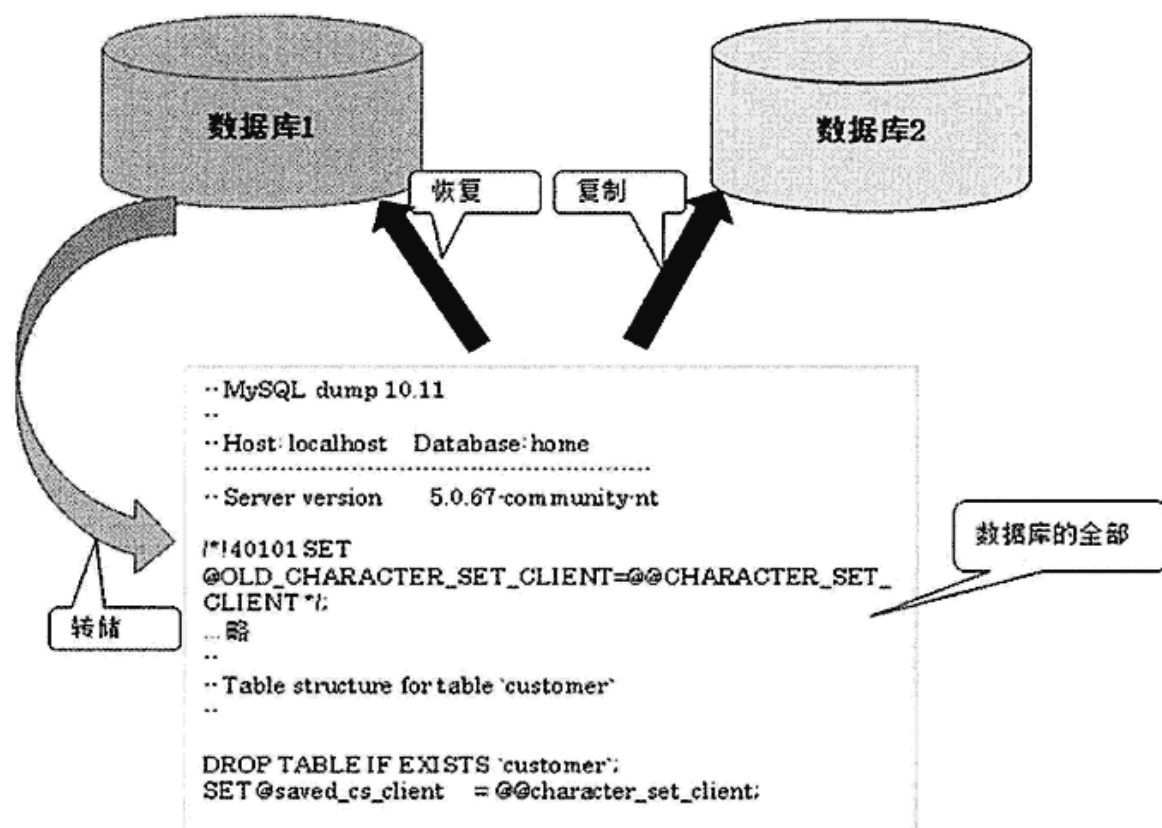 数据库1
数据库2
恢复
复制
-- MySQL dump 10.11
--
-- Host: localhost    Database: home
-- ------------------------------------------------------
-- Server version    5.0.67-community-nt
/*!40101 SET
@OLD_CHARACTER_SET_CLIENT=@@CHARACTER_SET_
CLIENT */;
... 略
--
-- Table structure for table `customer`
--
DROP TABLE IF EXISTS `customer`;
SET @saved_cs_client    = @@character_set_client;
数据库的全部
转储